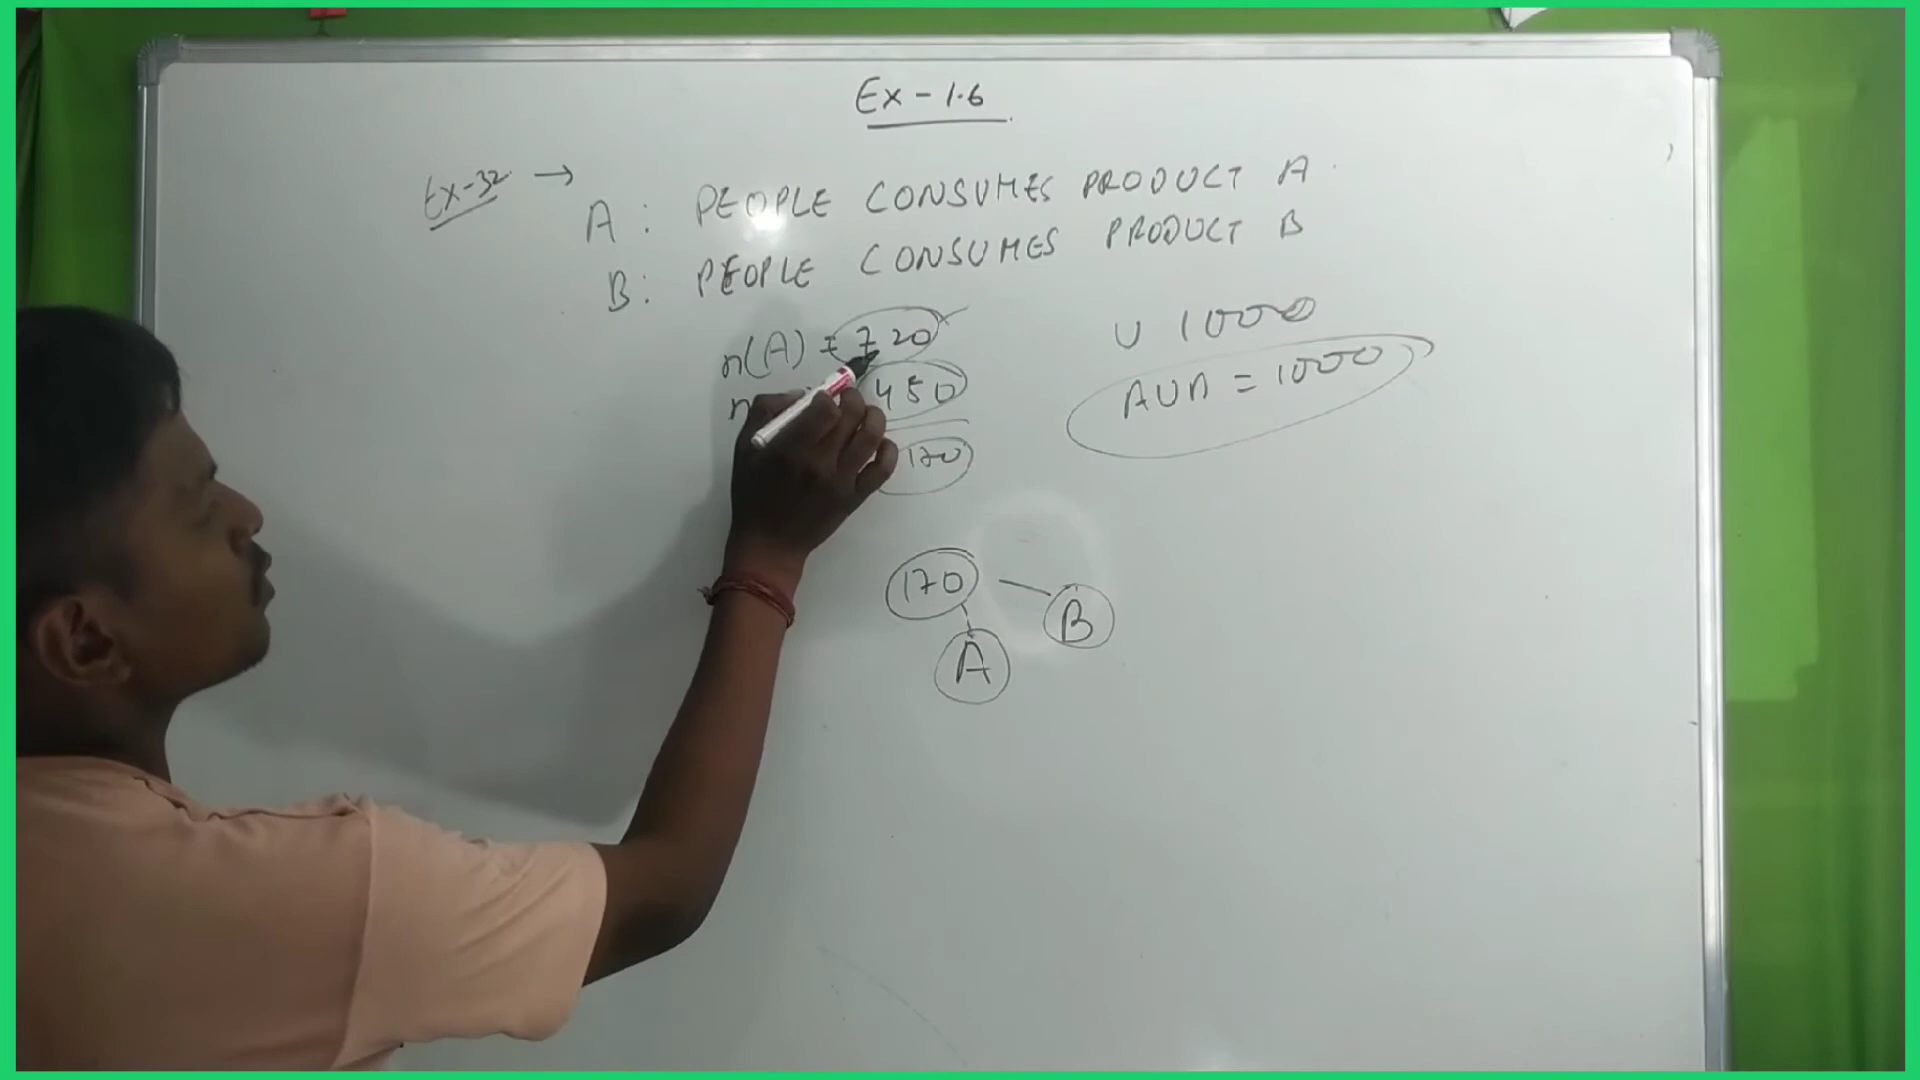 Ex - 1.6
Ex-32 →
A : PEOPLE CONSUMES PRODUCT A
B : PEOPLE CONSUMES PRODUCT B
n(A) = 720
n 450
170
U 1000
AUB = 1000
170
B
A